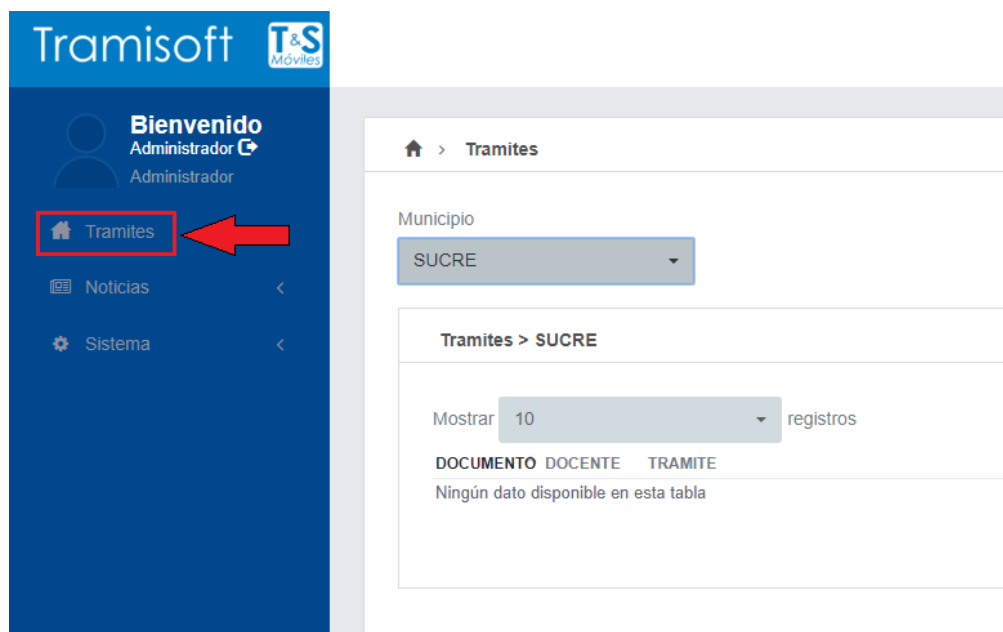 Tramisoft T&S
Móviles
Bienvenido
Administrador
Administrador
Tramites
Noticias
Sistema
> Tramites
Municipio
SUCRE
Tramites > SUCRE
Mostrar 10 registros
DOCUMENTO DOCENTE TRAMITE
Ningún dato disponible en esta tabla